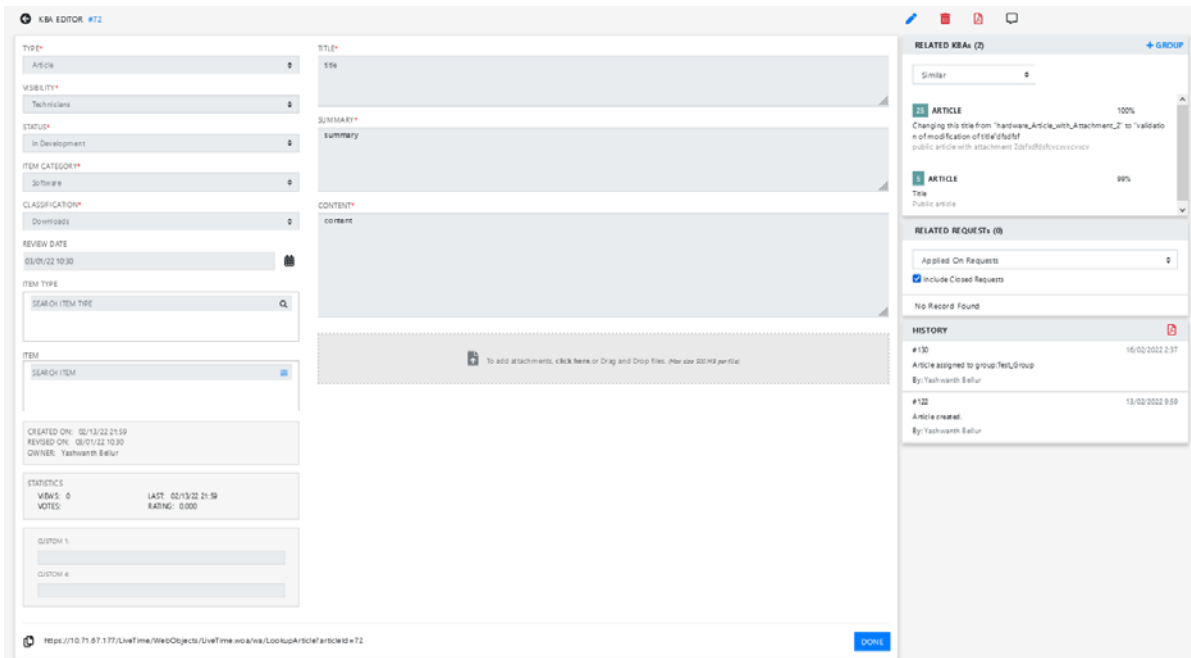 KBA EDITOR #72
TYPE*
Article
VISIBILITY*
Technicians
STATUS*
In Development
ITEM CATEGORY*
Software
CLASSIFICATION*
Downloads
REVIEW DATE
03/01/22 10:30
ITEM TYPE
SEARCH ITEM TYPE
ITEM
SEARCH ITEM
CREATED ON: 02/13/22 21:59
REVISED ON: 03/01/22 10:30
OWNER: Yashwanth Bellur
STATISTICS
VIEWS: 0 LAST: 02/13/22 21:59
VOTES: RATING: 0.000
CUSTOM 1:
CUSTOM 4:
https://10.71.67.177/LiveTime/WebObjects/LiveTime.woa/wa/LookupArticle?articleId=72
TITLE*
title
SUMMARY*
summary
CONTENT*
content
To add attachments, click here or Drag and Drop files. (Max size 500 MB per file)
DONE
RELATED KBAs (2) + GROUP
Similar
ARTICLE 100%
Changing this title from "hardware_Article_with_Attachment_2" to "validatio
n of modification of title"dfsdfsf
public article with attachment
ARTICLE 99%
Title
Public article
RELATED REQUESTs (0)
Applied On Requests
Include Closed Requests
No Record Found
HISTORY
#130 16/02/2022 2:37
Article assigned to group:Test_Group
By: Yashwanth Bellur
#122 13/02/2022 9:59
Article created.
By: Yashwanth Bellur